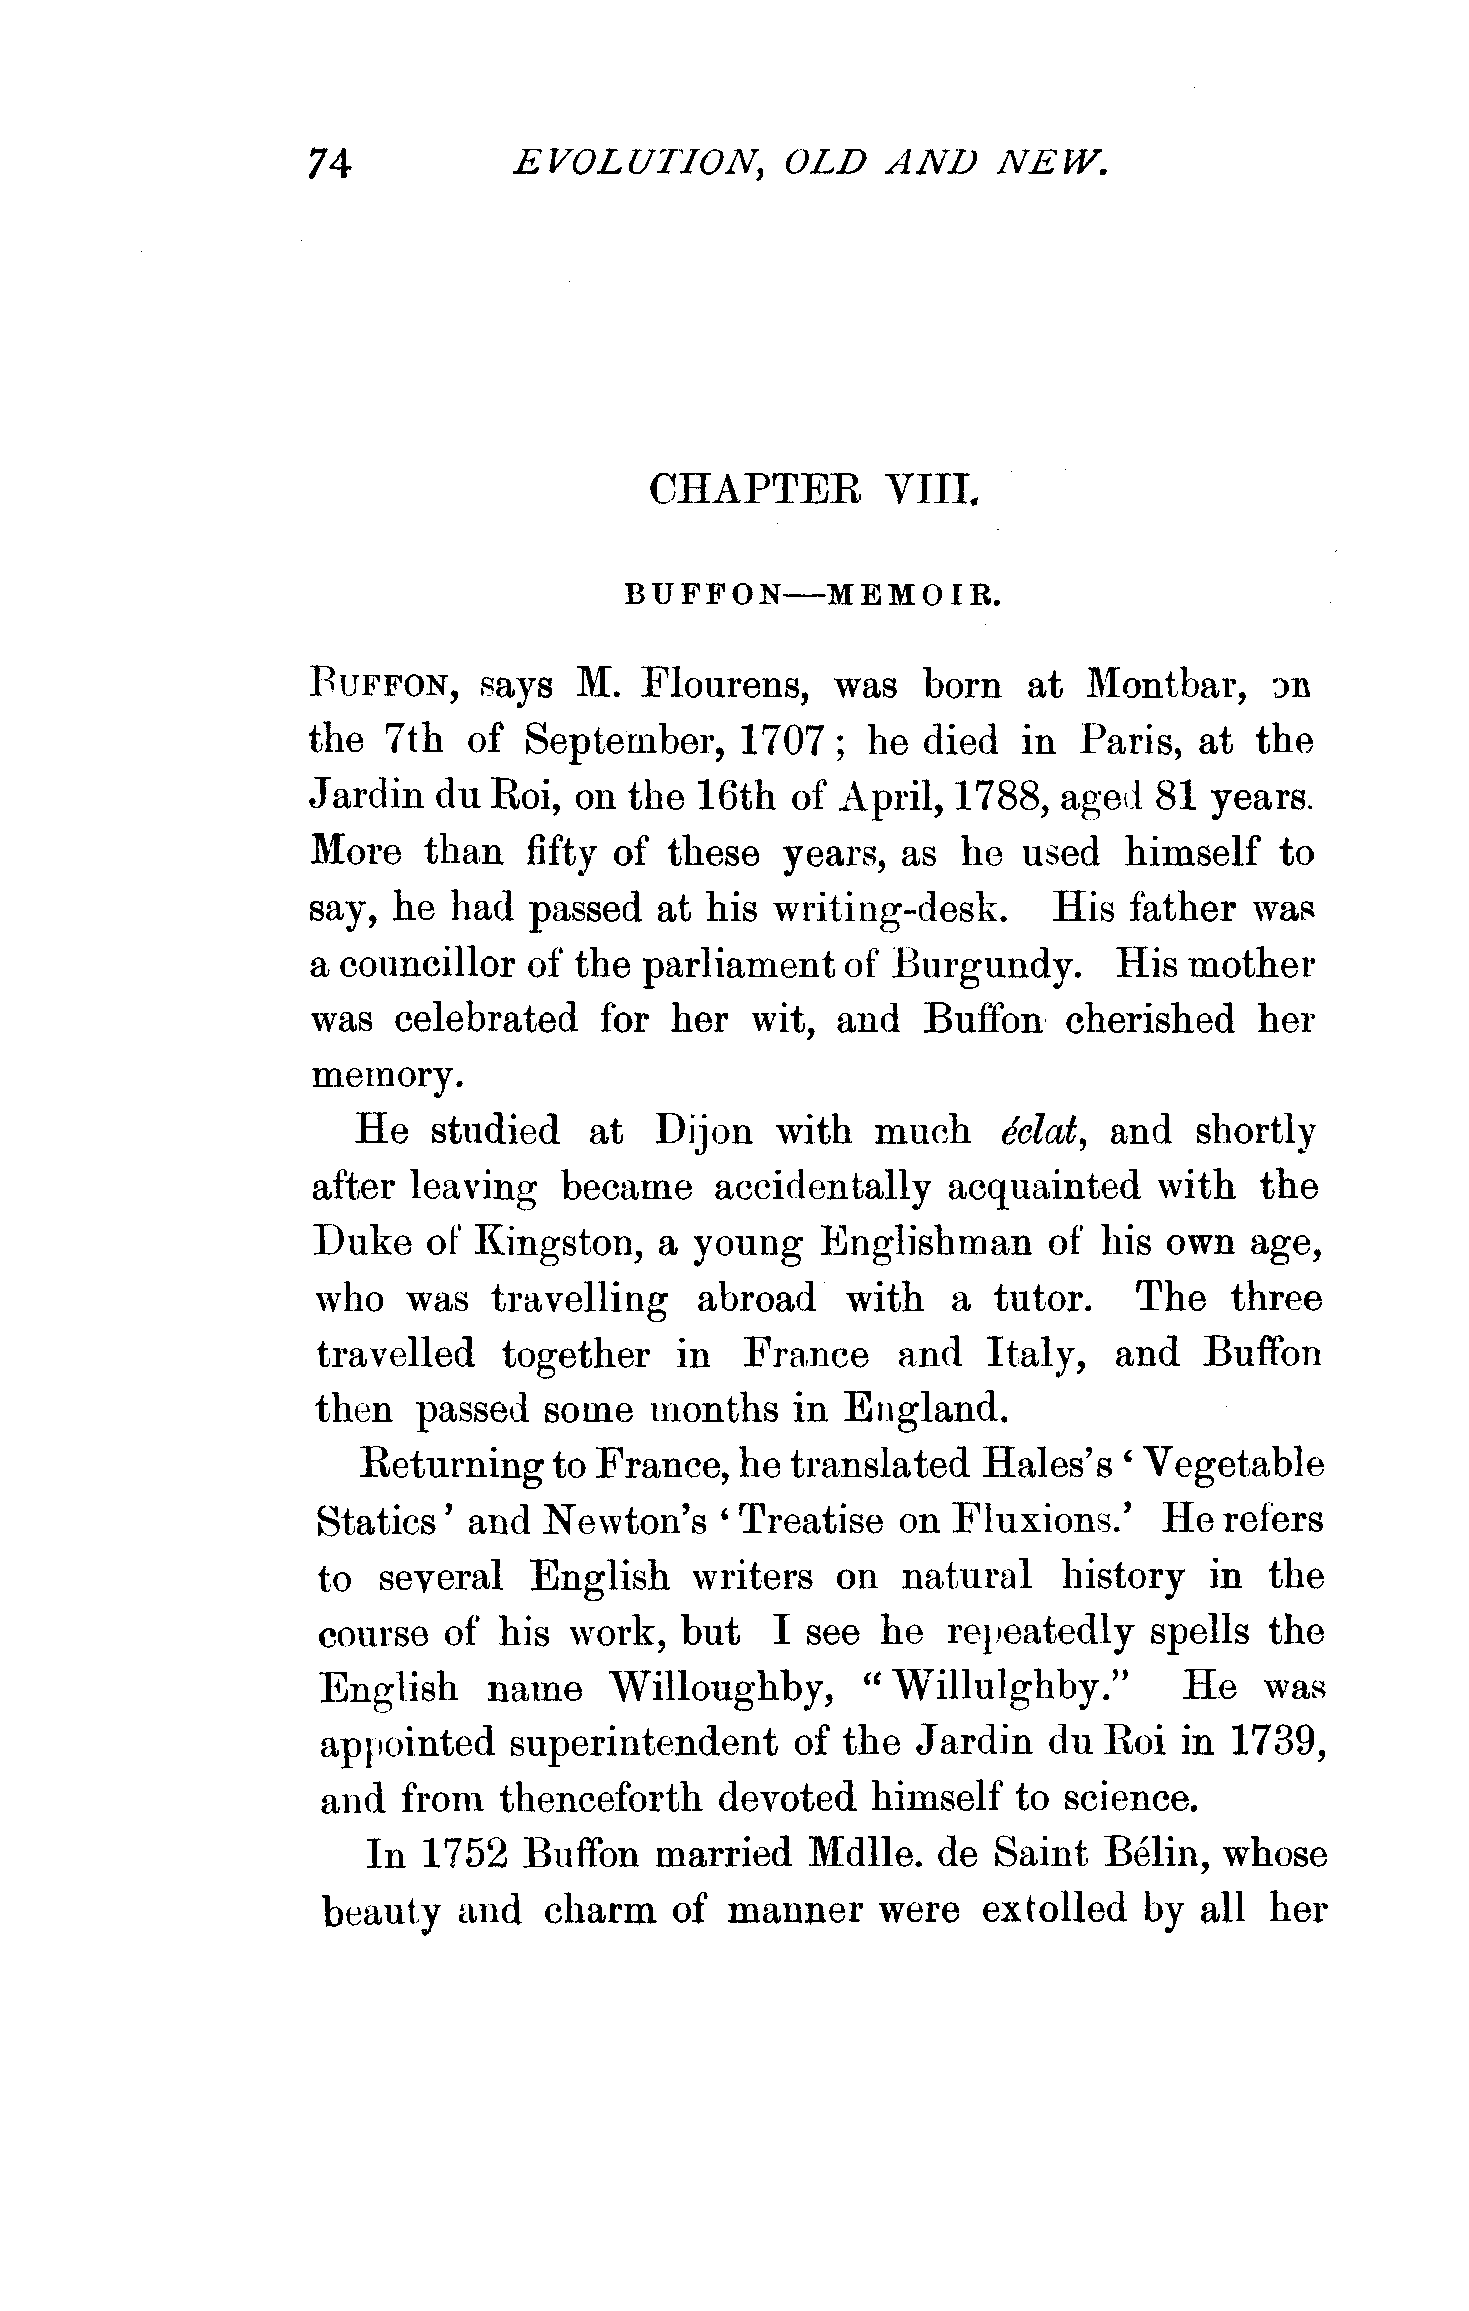 74 EVOLUTION, OLD AND NEW.
CHAPTER VIII.
BUFFON—MEMOIR.
BUFFON, says M. Flourens, was born at Montbar, on
the 7th of September, 1707; he died in Paris, at the
Jardin du Roi, on the 16th of April, 1788, aged 81 years.
More than fifty of these years, as he used himself to
say, he had passed at his writing-desk. His father was
a councillor of the parliament of Burgundy. His mother
was celebrated for her wit, and Buffon cherished her
memory.
He studied at Dijon with much éclat, and shortly
after leaving became accidentally acquainted with the
Duke of Kingston, a young Englishman of his own age,
who was travelling abroad with a tutor. The three
travelled together in France and Italy, and Buffon
then passed some months in England.
Returning to France, he translated Hales's ‘Vegetable
Statics’ and Newton's ‘Treatise on Fluxions.’ He refers
to several English writers on natural history in the
course of his work, but I see he repeatedly spells the
English name Willoughby, “Willulghby.” He was
appointed superintendent of the Jardin du Roi in 1739,
and from thenceforth devoted himself to science.
In 1752 Buffon married Mdlle. de Saint Bélin, whose
beauty and charm of manner were extolled by all her